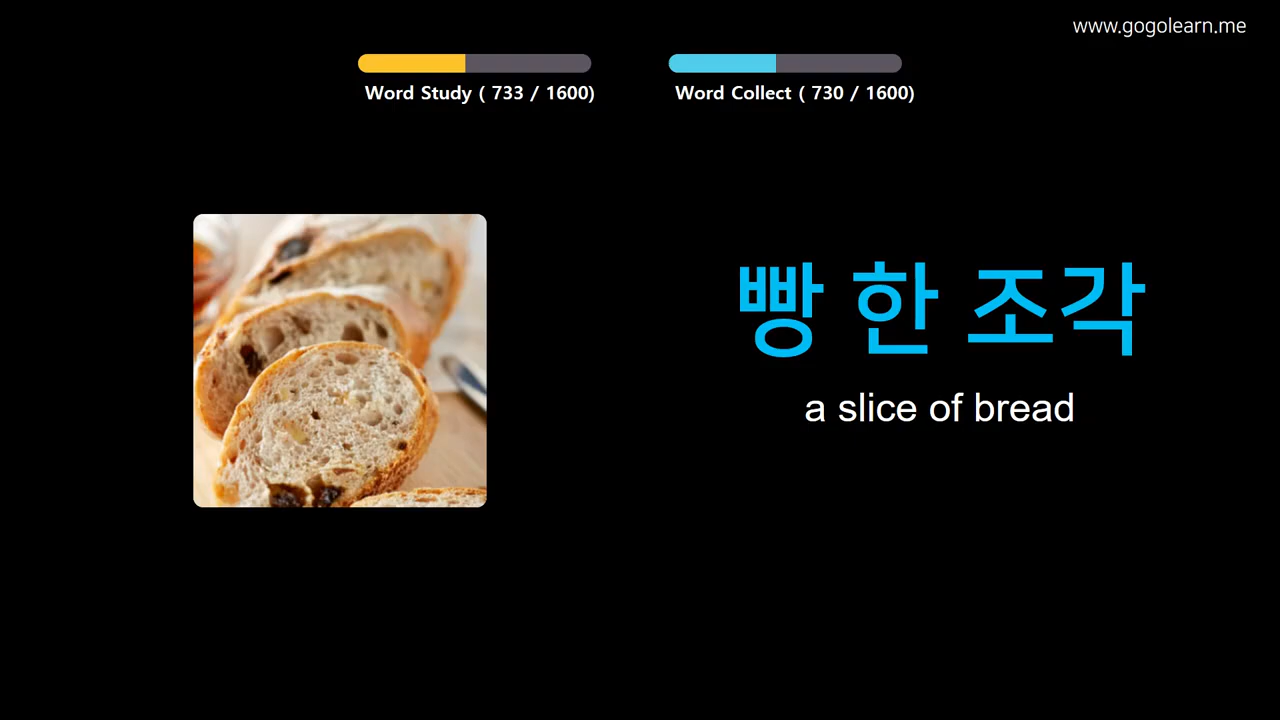 www.gogolearn.me
Word Study ( 733 / 1600)
Word Collect ( 730 / 1600)
빵 한 조각
a slice of bread